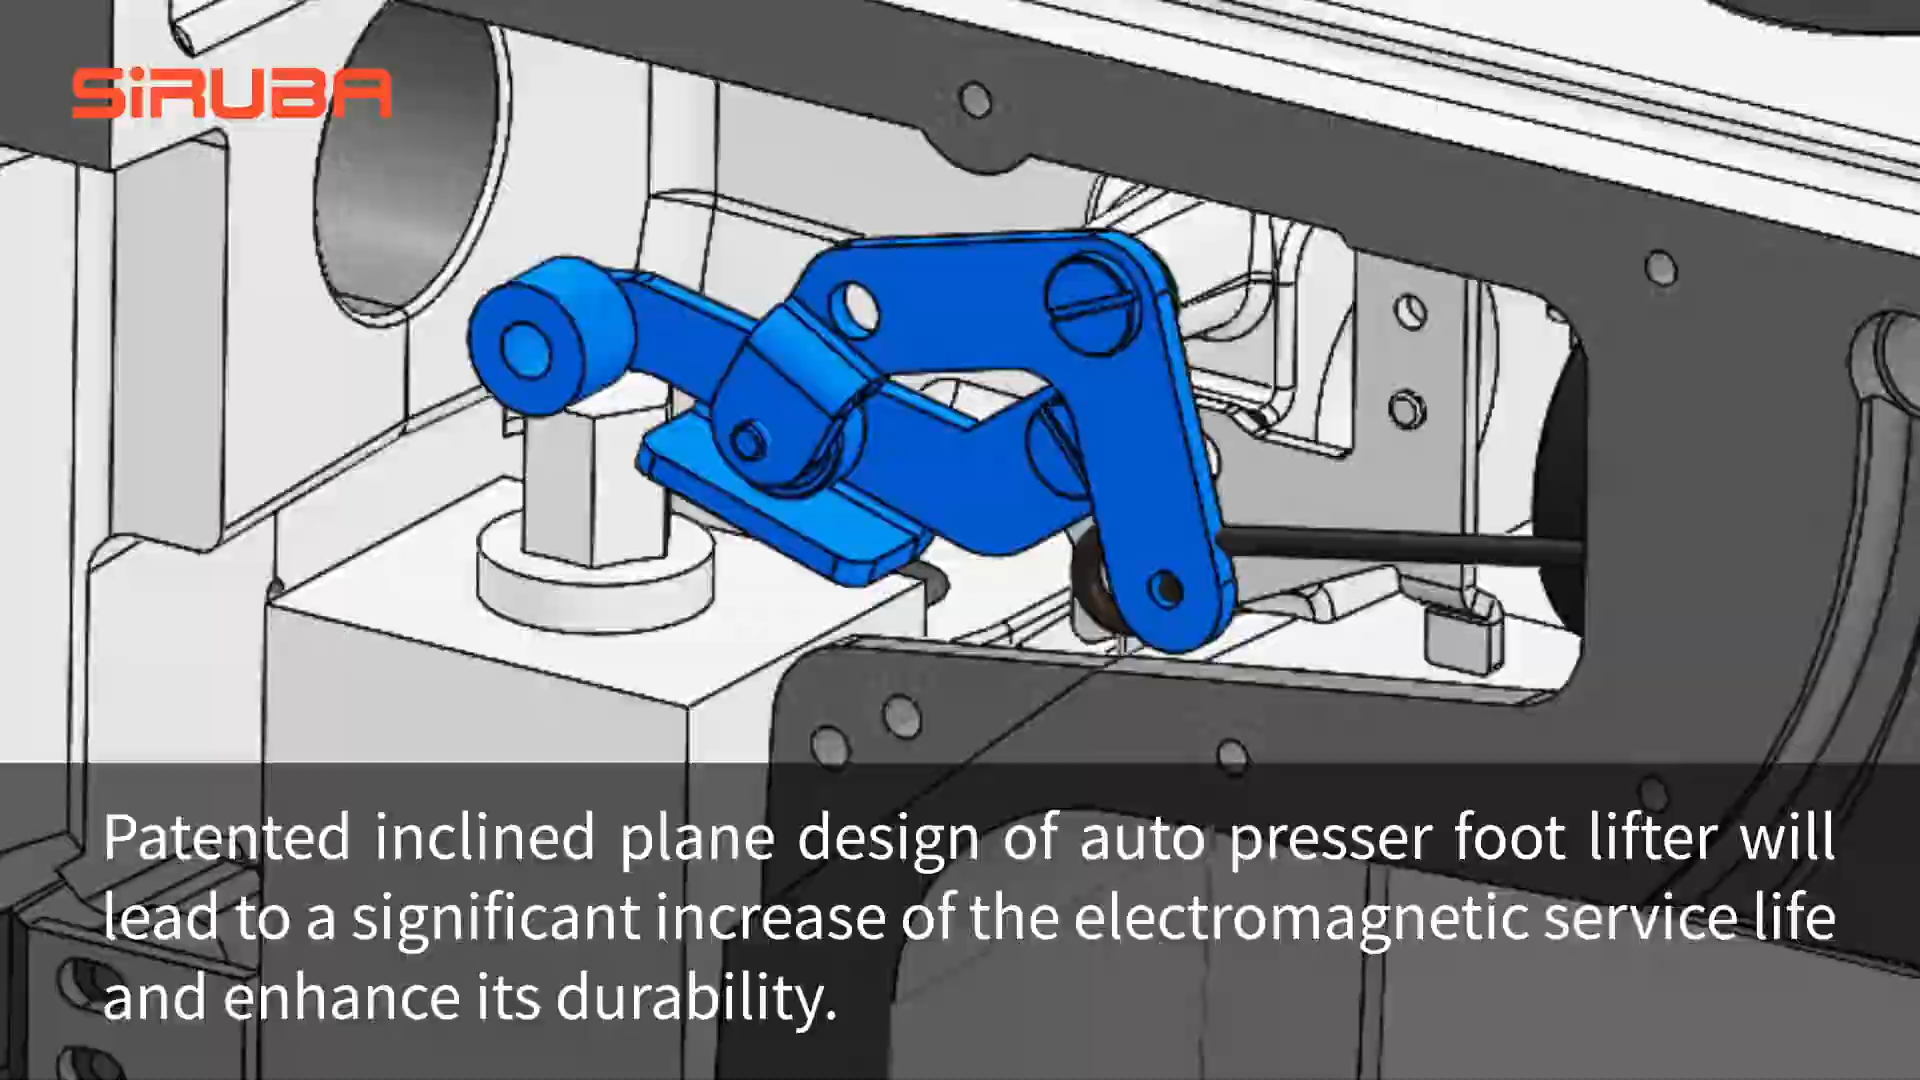 SiRUBA
Patented inclined plane design of auto presser foot lifter will
lead to a significant increase of the electromagnetic service life
and enhance its durability.